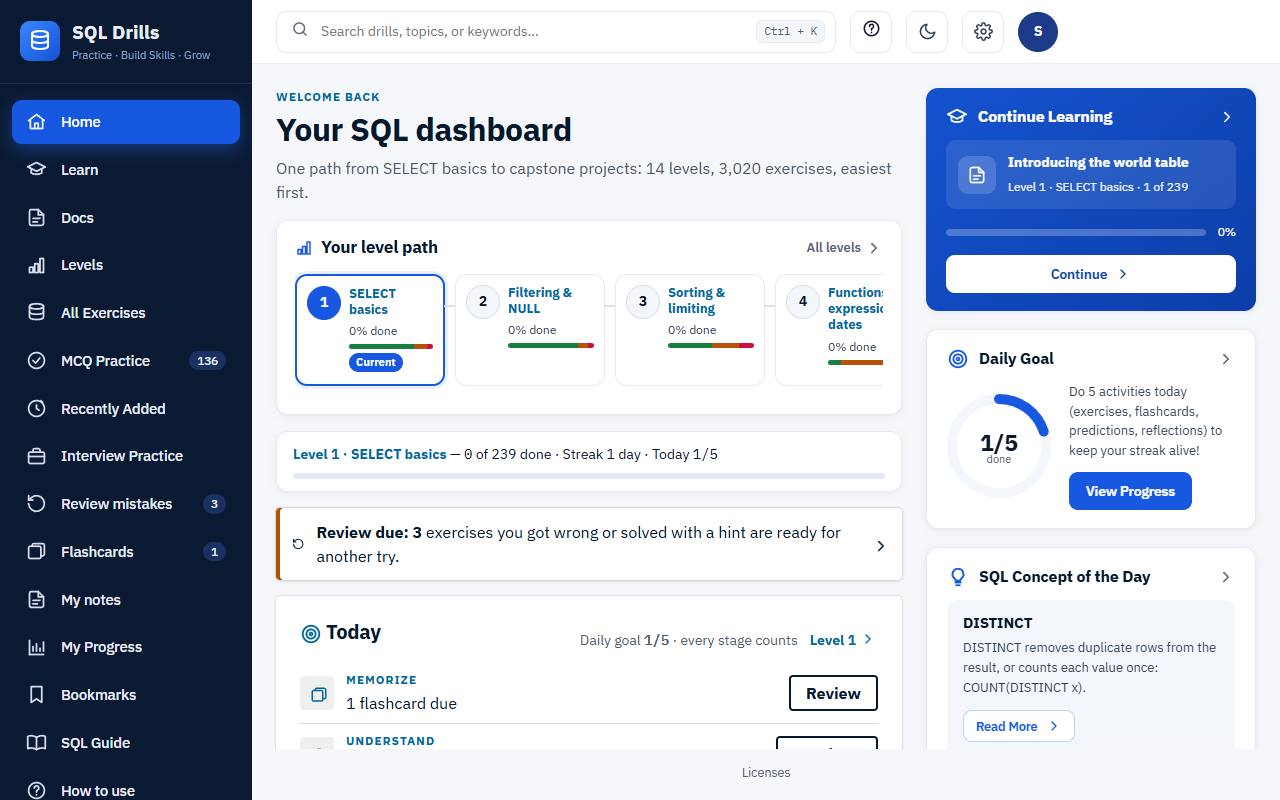 SQL Drills
Practice · Build Skills · Grow
Home
Learn
Docs
Levels
All Exercises
MCQ Practice 136
Recently Added
Interview Practice
Review mistakes 3
Flashcards 1
My notes
My Progress
Bookmarks
SQL Guide
How to use
Search drills, topics, or keywords... Ctrl + K
S
WELCOME BACK
Your SQL dashboard
One path from SELECT basics to capstone projects: 14 levels, 3,020 exercises, easiest
first.
Your level path
All levels
1
SELECT
basics
0% done
Current
2
Filtering &
NULL
0% done
3
Sorting &
limiting
0% done
4
Functions
expressio
dates
0% done
Level 1 · SELECT basics — 0 of 239 done · Streak 1 day · Today 1/5
Review due: 3 exercises you got wrong or solved with a hint are ready for
another try.
Today
Daily goal 1/5 · every stage counts Level 1
MEMORIZE
1 flashcard due
Review
UNDERSTAND
Continue Learning
Introducing the world table
Level 1 · SELECT basics · 1 of 239
0%
Continue
Daily Goal
1/5
done
Do 5 activities today
(exercises, flashcards,
predictions, reflections) to
keep your streak alive!
View Progress
SQL Concept of the Day
DISTINCT
DISTINCT removes duplicate rows from the
result, or counts each value once:
COUNT(DISTINCT x).
Read More
Licenses